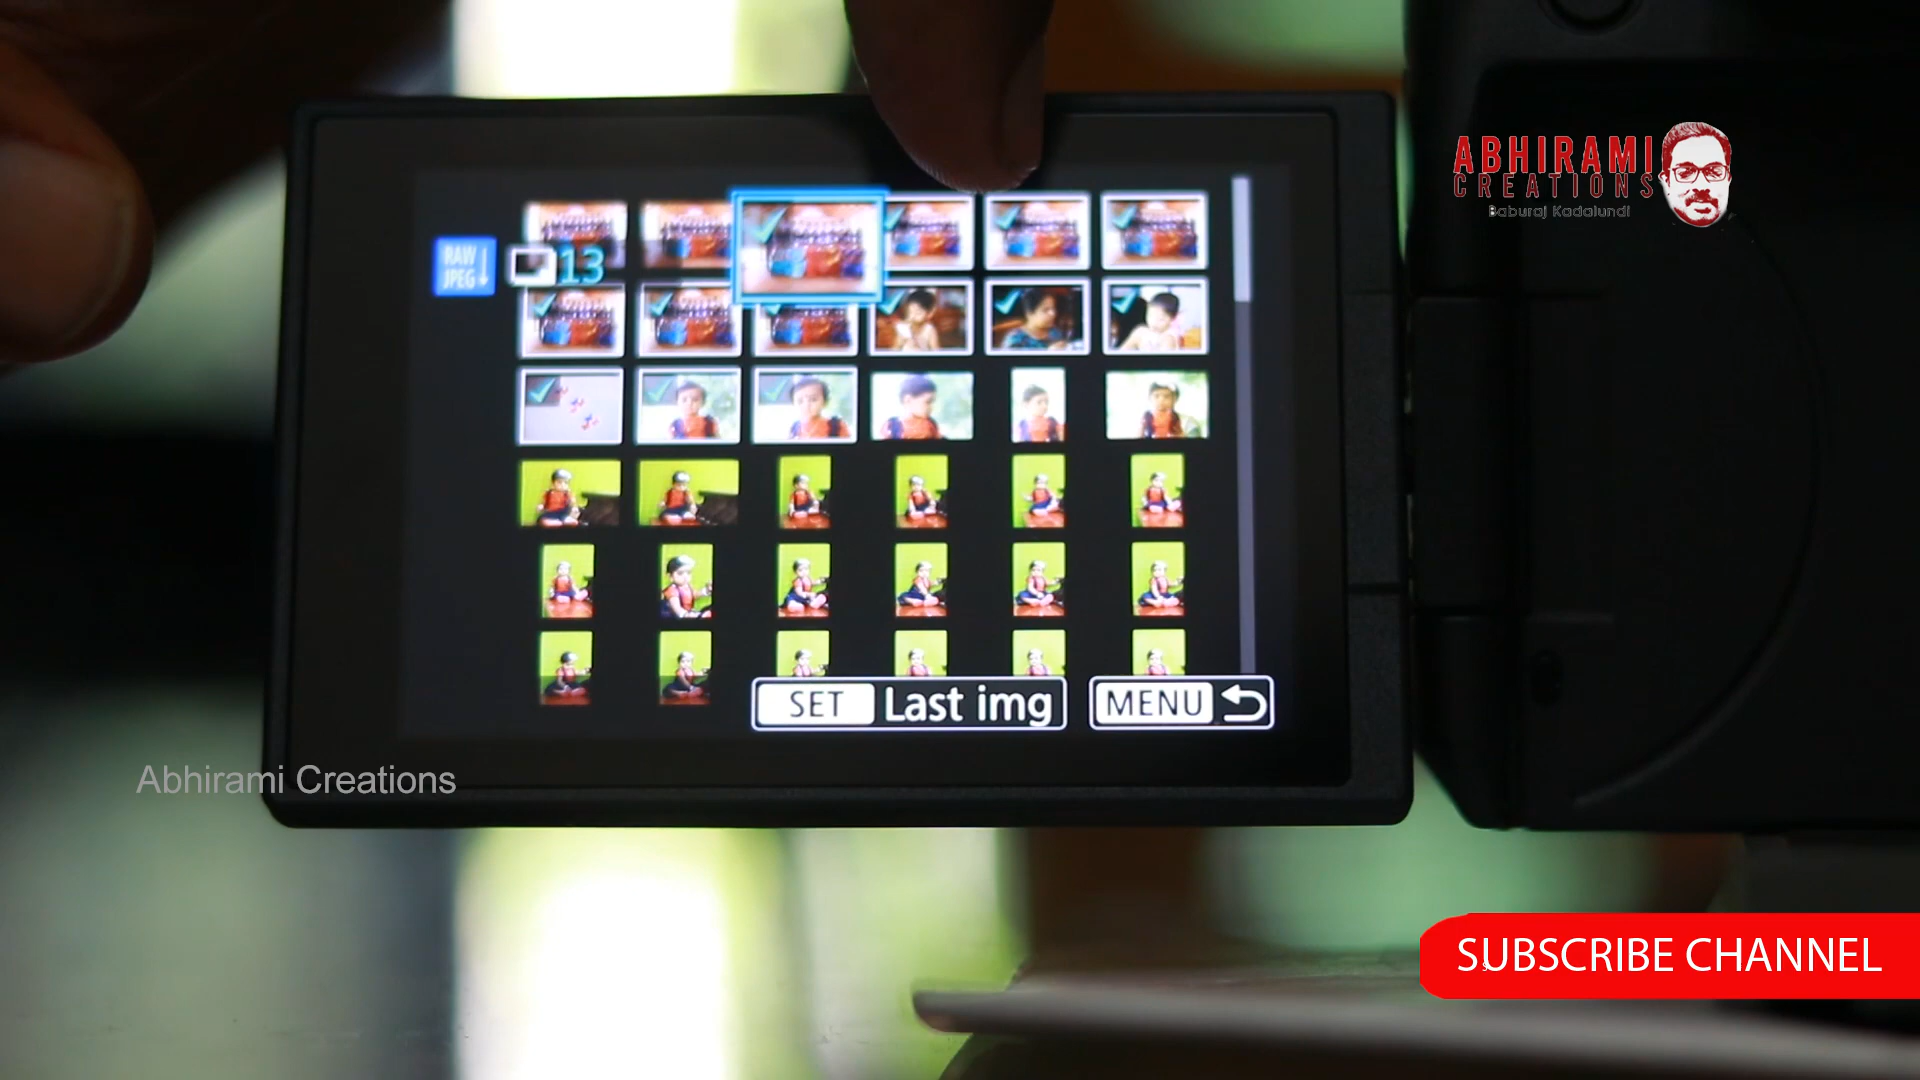 ABHIRAMI
CREATIONS
Baburaj Kadalundi
RAW
JPEG↓
13
SET Last img
MENU
Abhirami Creations
SUBSCRIBE CHANNEL